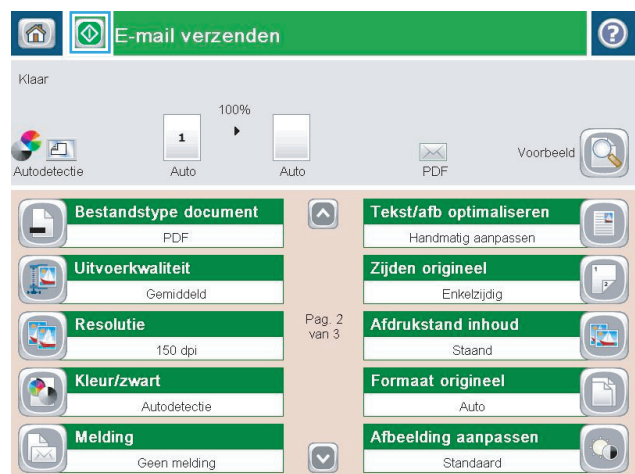 E-mail verzenden
Klaar
100%
1
Autodetectie
Auto
Auto
PDF
Voorbeeld
Bestandstype document
PDF
Uitvoerkwaliteit
Gemiddeld
Resolutie
150 dpi
Kleur/zwart
Autodetectie
Melding
Geen melding
Pag. 2
van 3
Tekst/afb optimaliseren
Handmatig aanpassen
Zijden origineel
1
2
Enkelzijdig
Afdrukstand inhoud
Staand
Formaat origineel
Auto
Afbeelding aanpassen
Standaard